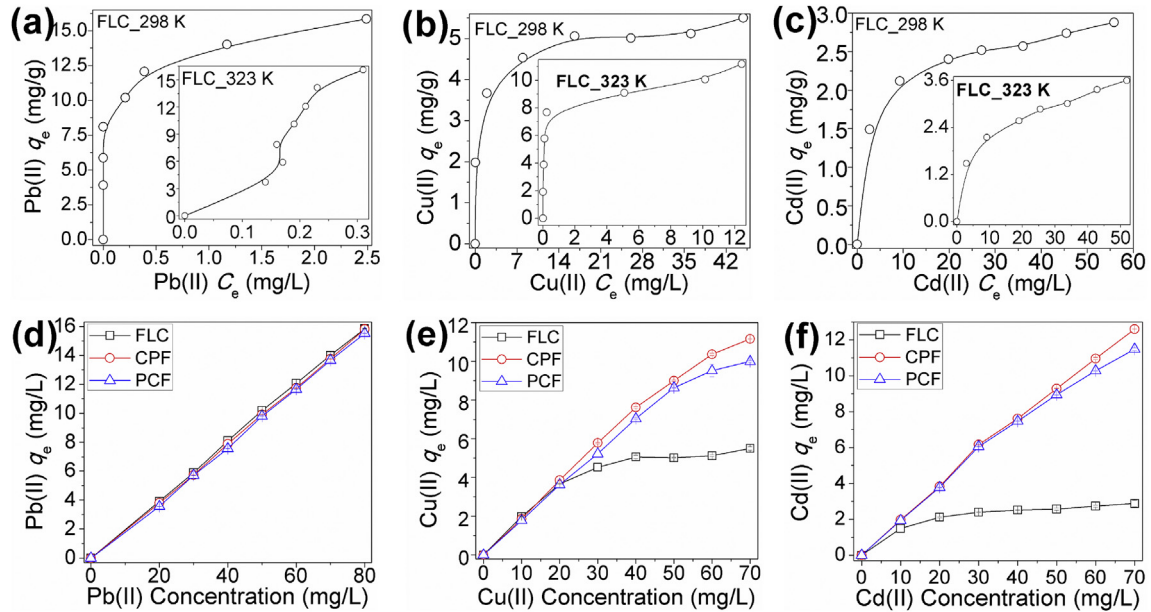 (a)
FLC_298 K
Pb(II) qe (mg/g)
15.0
12.5
10.0
7.5
5.0
2.5
0.0
FLC_323 K
15
12
9
6
3
0
0.0 0.1 0.2 0.3
0.0 0.5 1.0 1.5 2.0 2.5
Pb(II) Ce (mg/L)
(b)
FLC_298 K
Cu(II) qe (mg/g)
5
4
3
2
1
0
FLC_323 K
10
8
6
4
2
0
0 2 4 6 8 10 12
0 7 14 21 28 35 42
Cu(II) Ce (mg/L)
(c)
FLC_298 K
Cd(II) qe (mg/g)
3.0
2.5
2.0
1.5
1.0
0.5
0.0
FLC_323 K
3.6
2.4
1.2
0.0
0 10 20 30 40 50
0 10 20 30 40 50 60
Cd(II) Ce (mg/L)
(d)
FLC
CPF
PCF
Pb(II) qe (mg/L)
16
14
12
10
8
6
4
2
0
0 20 40 60 80
Pb(II) Concentration (mg/L)
(e)
FLC
CPF
PCF
Cu(II) qe (mg/L)
12
10
8
6
4
2
0
0 10 20 30 40 50 60 70
Cu(II) Concentration (mg/L)
(f)
FLC
CPF
PCF
Cd(II) qe (mg/L)
12
10
8
6
4
2
0
0 10 20 30 40 50 60 70
Cd(II) Concentration (mg/L)